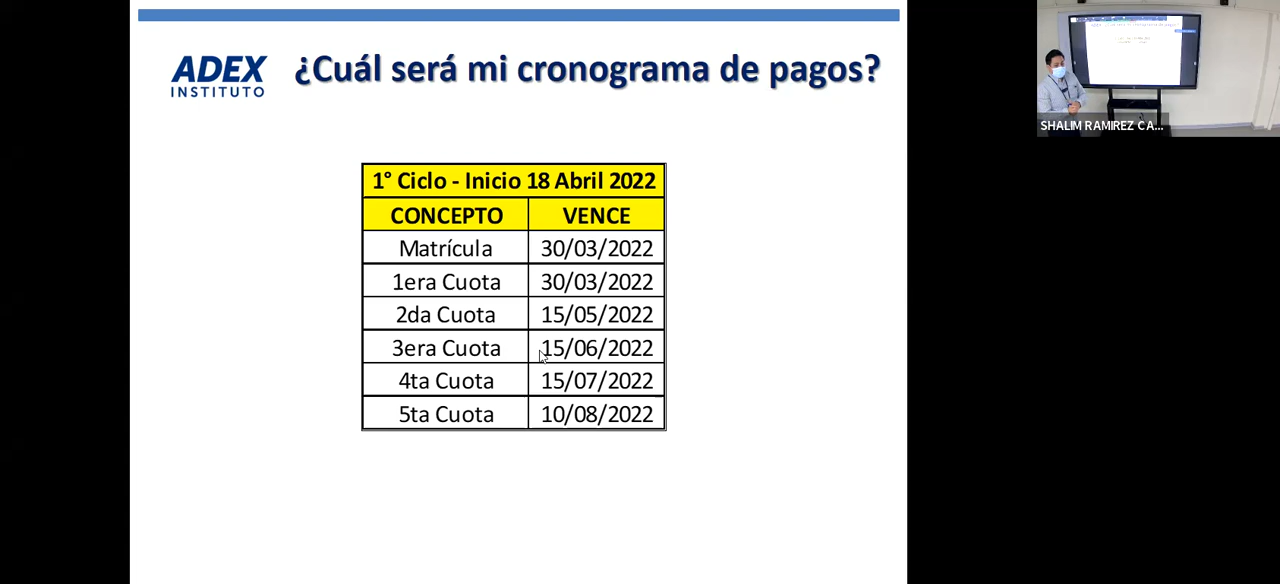 ADEX
INSTITUTO
¿Cuál será mi cronograma de pagos?
1° Ciclo - Inicio 18 Abril 2022
CONCEPTO VENCE
Matrícula 30/03/2022
1era Cuota 30/03/2022
2da Cuota 15/05/2022
3era Cuota 15/06/2022
4ta Cuota 15/07/2022
5ta Cuota 10/08/2022
SHALIM RAMIREZ CA...